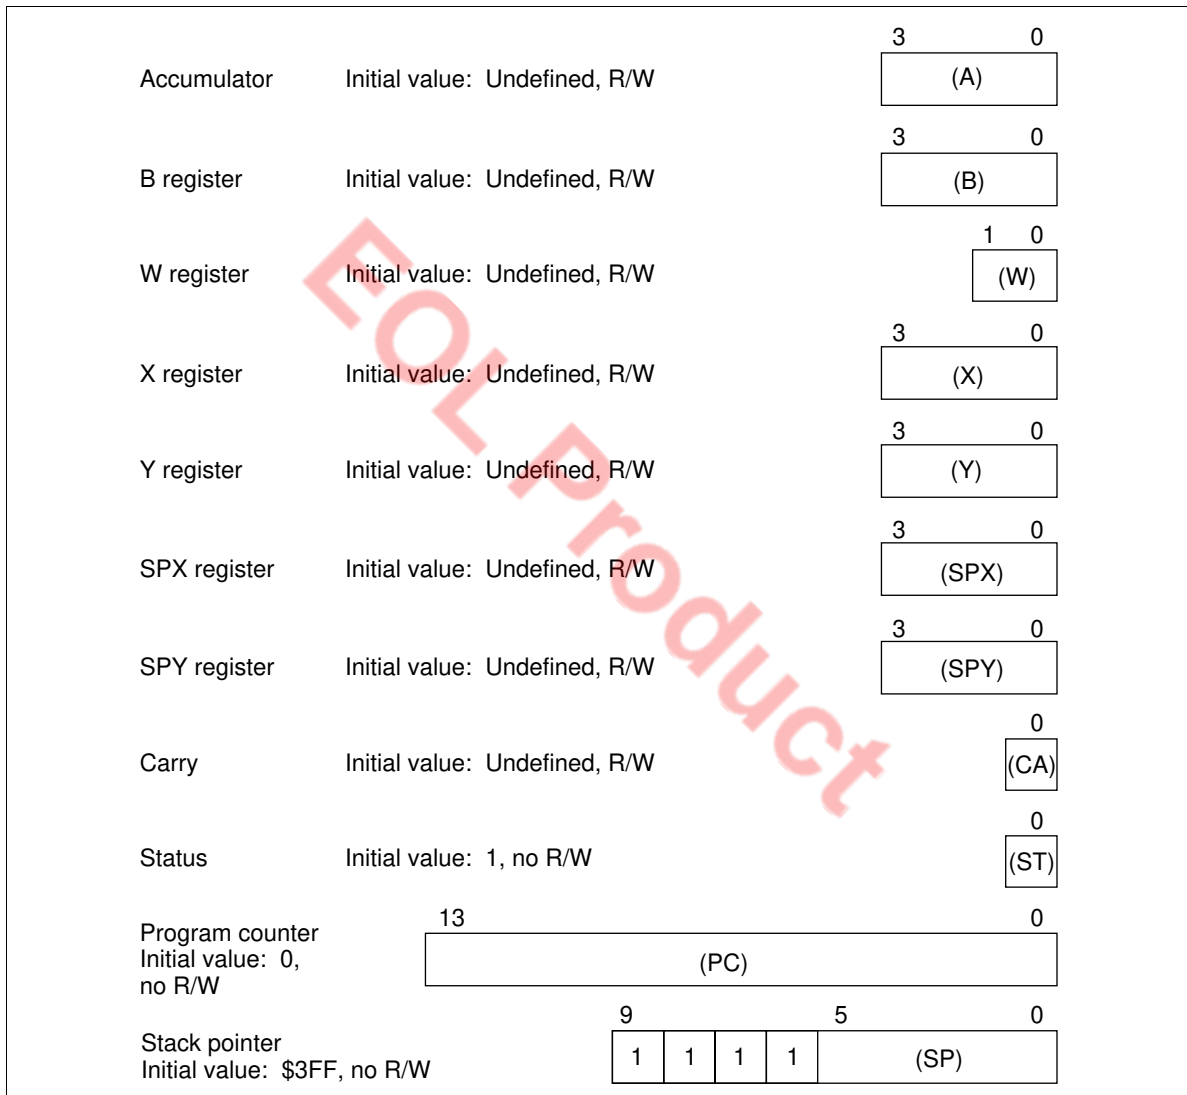 3 0
Accumulator Initial value: Undefined, R/W (A)
3 0
B register Initial value: Undefined, R/W (B)
1 0
W register Initial value: Undefined, R/W (W)
3 0
X register Initial value: Undefined, R/W (X)
3 0
Y register Initial value: Undefined, R/W (Y)
3 0
SPX register Initial value: Undefined, R/W (SPX)
3 0
SPY register Initial value: Undefined, R/W (SPY)
0
Carry Initial value: Undefined, R/W (CA)
0
Status Initial value: 1, no R/W (ST)
13 0
Program counter
Initial value: 0, (PC)
no R/W
9 5 0
Stack pointer
1 1 1 1 (SP)
Initial value: $3FF, no R/W
EOL Product